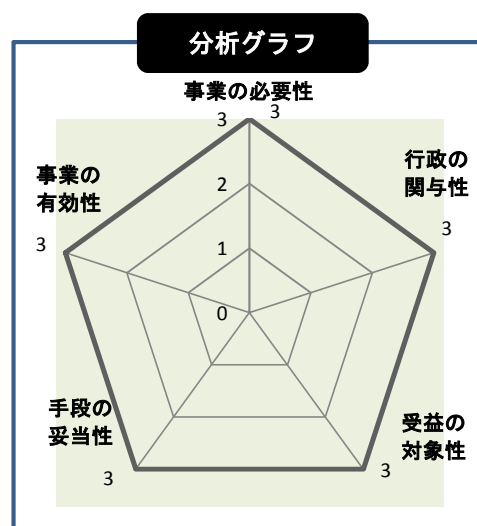 分析グラフ
事業の必要性
3
3
行政の
関与性
事業の
有効性
2
3
3
1
0
手段の
妥当性
受益の
対象性
3
3